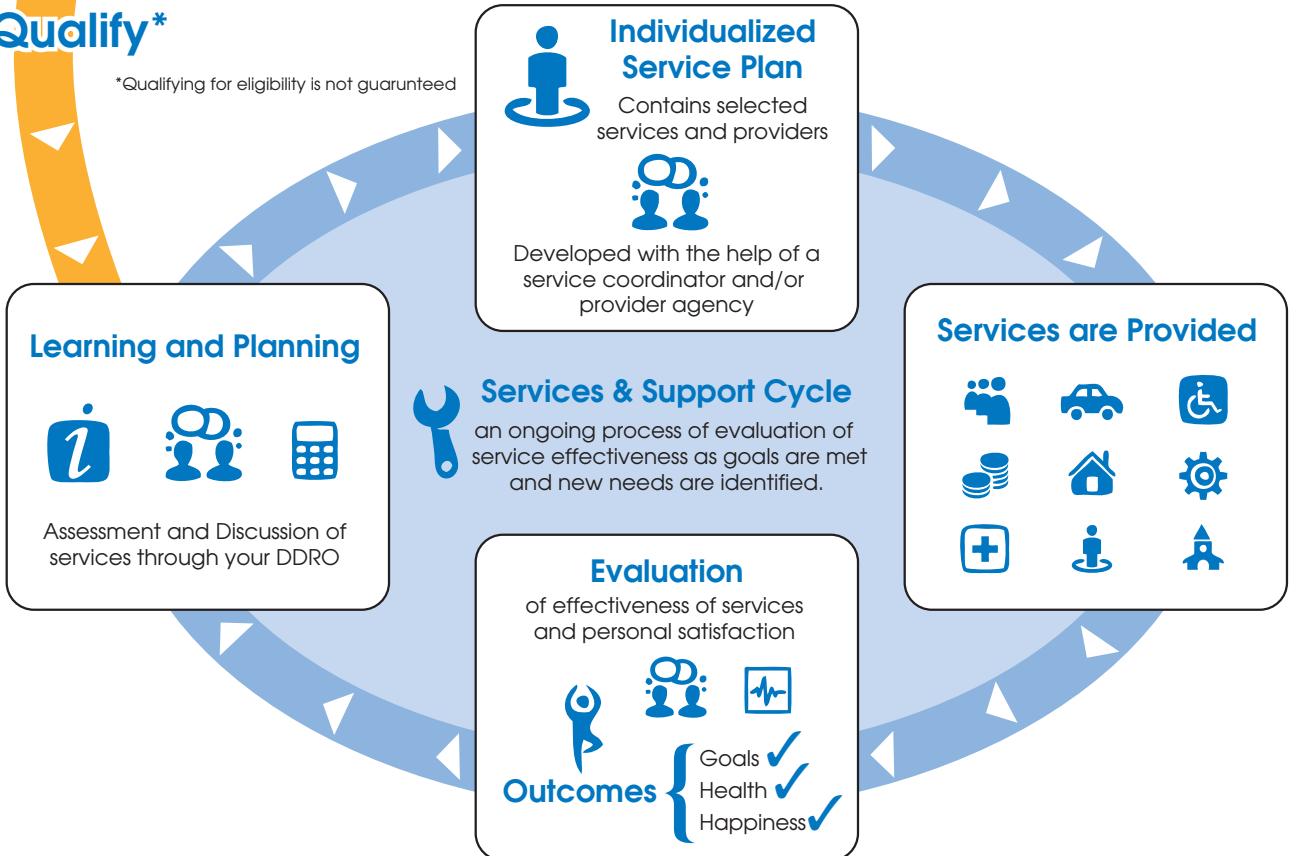 Qualify*
*Qualifying for eligibility is not guarunteed
Individualized
Service Plan
Contains selected
services and providers
Developed with the help of a
service coordinator and/or
provider agency
Learning and Planning
i
Assessment and Discussion of
services through your DDRO
Services & Support Cycle
an ongoing process of evaluation of
service effectiveness as goals are met
and new needs are identified.
Services are Provided
Evaluation
of effectiveness of services
and personal satisfaction
Outcomes
Goals
Health
Happiness